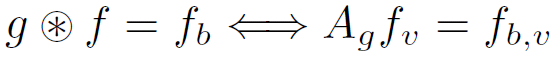 g ⊛ f = f_b ⟺ A_g f_v = f_{b,v}